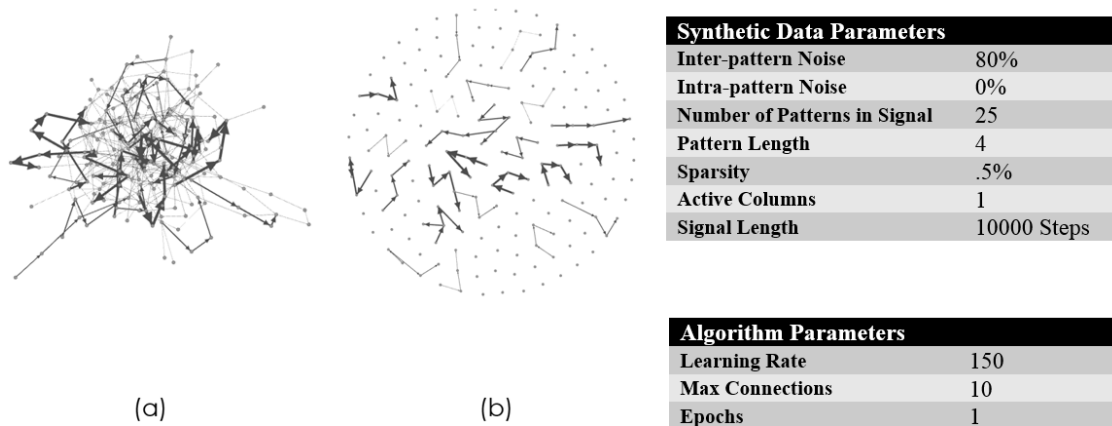 Synthetic Data Parameters
Inter-pattern Noise 80%
Intra-pattern Noise 0%
Number of Patterns in Signal 25
Pattern Length 4
Sparsity .5%
Active Columns 1
Signal Length 10000 Steps
Algorithm Parameters
Learning Rate 150
Max Connections 10
Epochs 1
(a)
(b)